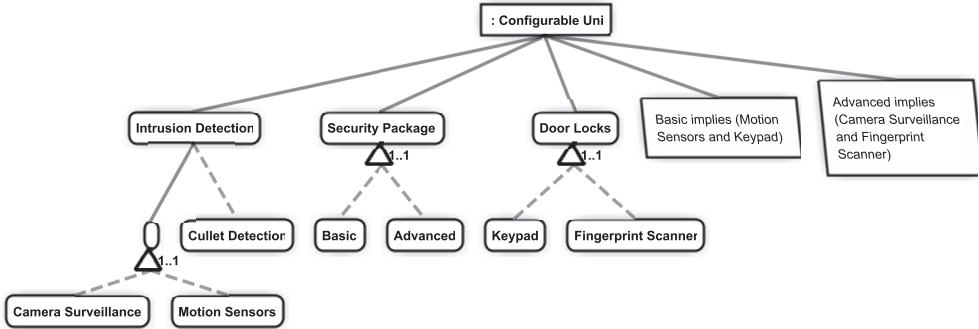 : Configurable Uni
Intrusion Detection
Security Package
Door Locks
Basic implies (Motion
Sensors and Keypad)
Advanced implies
(Camera Surveillance
and Fingerprint
Scanner)
1..1
1..1
Cullet Detection
Basic
Advanced
Keypad
Fingerprint Scanner
1..1
Camera Surveillance
Motion Sensors